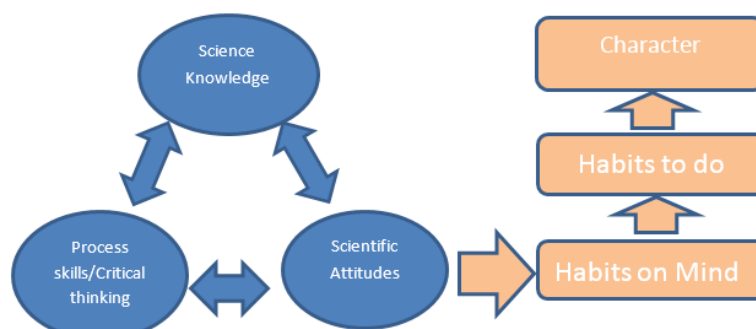 Science
Knowledge
Character
Habits to do
Process
skills/Critical
thinking
Scientific
Attitudes
Habits on Mind